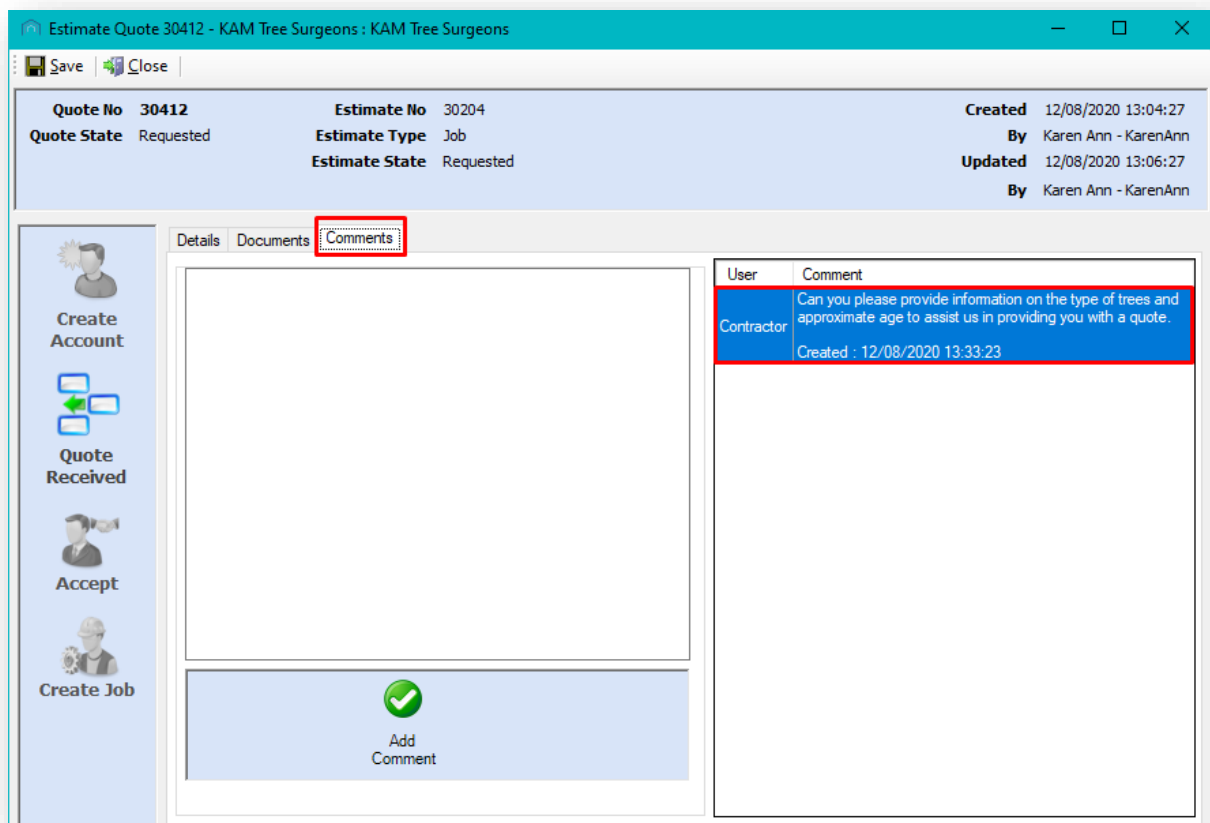 Estimate Quote 30412 - KAM Tree Surgeons : KAM Tree Surgeons
Save Close
Quote No 30412 Estimate No 30204 Created 12/08/2020 13:04:27
Quote State Requested Estimate Type Job By Karen Ann - KarenAnn
Estimate State Requested Updated 12/08/2020 13:06:27
By Karen Ann - KarenAnn
Create
Account
Quote
Received
Accept
Create Job
Details Documents Comments
Add
Comment
User Comment
Contractor
Can you please provide information on the type of trees and
approximate age to assist us in providing you with a quote.
Created : 12/08/2020 13:33:23